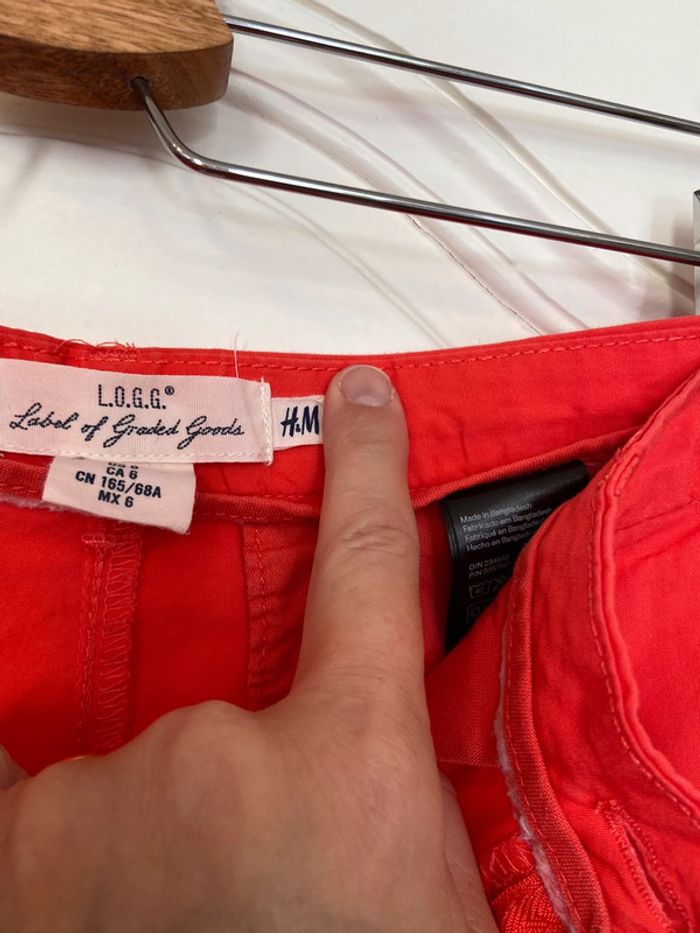 L.O.G.G.®
Label of Graded Goods
H&M
CA 6
CN 165/68A
MX 6
Made in Bangladesh
Fabricado em Bangladesh
Fabriqué en Bangladesh
Hecho en Bangladesh
O/N
P/N